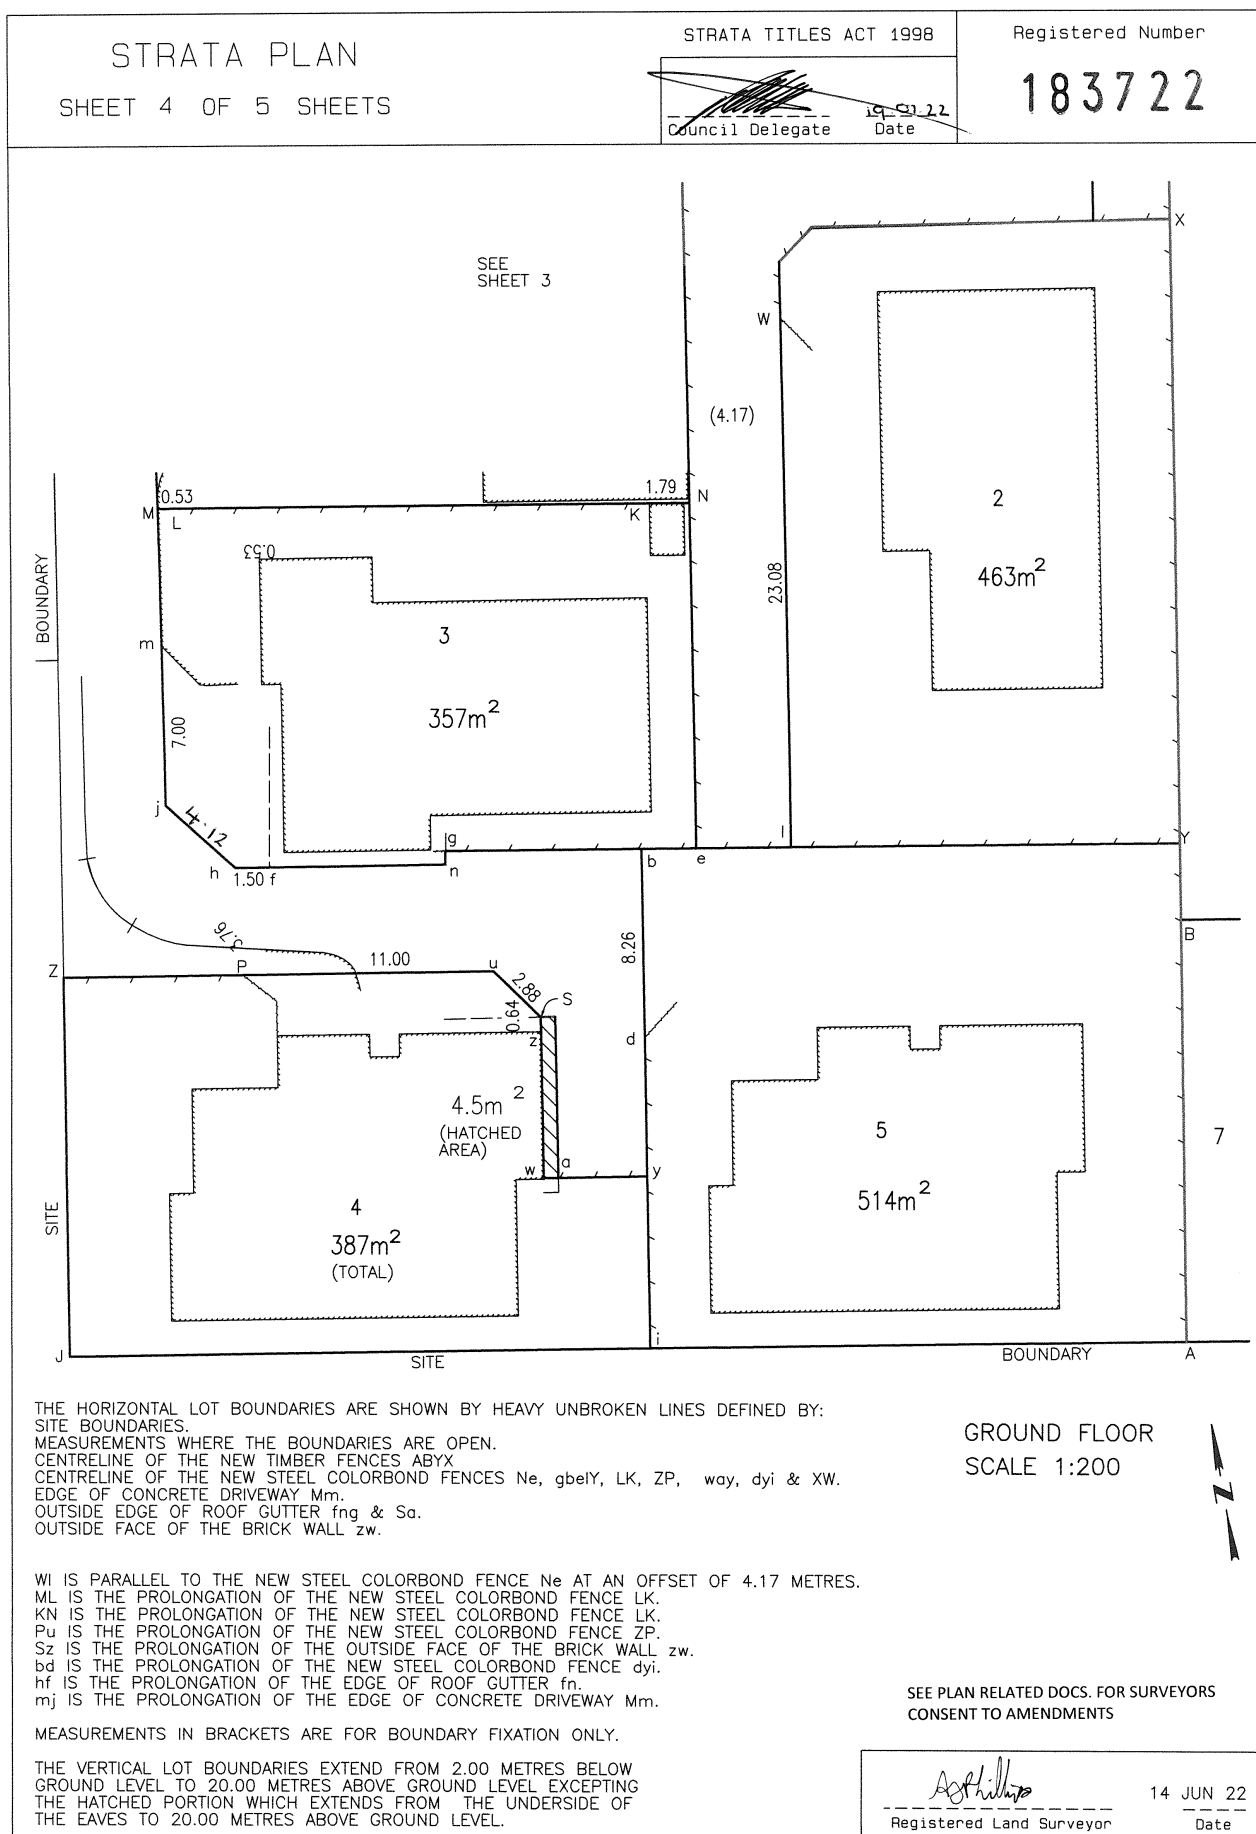 STRATA PLAN
SHEET 4 OF 5 SHEETS
STRATA TITLES ACT 1998
Council Delegate
Date
Registered Number
183722
SEE
SHEET 3
X
W
(4.17)
0.53
1.79
N
M
L
K
2
463m²
23.08
BOUNDARY
0.53
3
357m²
m
7.00
j
4.12
g
l
Y
h
1.50 f
n
b
e
B
3.76
8.26
Z
P
11.00
u
2.88
S
0.64
z
d
4.5m²
(HATCHED
AREA)
5
514m²
7
w
a
y
4
387m²
(TOTAL)
SITE
J
SITE
i
BOUNDARY
A
THE HORIZONTAL LOT BOUNDARIES ARE SHOWN BY HEAVY UNBROKEN LINES DEFINED BY:
SITE BOUNDARIES.
MEASUREMENTS WHERE THE BOUNDARIES ARE OPEN.
CENTRELINE OF THE NEW TIMBER FENCES ABYX
CENTRELINE OF THE NEW STEEL COLORBOND FENCES Ne, gbelY, LK, ZP, way, dyi & XW.
EDGE OF CONCRETE DRIVEWAY Mm.
OUTSIDE EDGE OF ROOF GUTTER fng & Sa.
OUTSIDE FACE OF THE BRICK WALL zw.
GROUND FLOOR
SCALE 1:200
N
Wl IS PARALLEL TO THE NEW STEEL COLORBOND FENCE Ne AT AN OFFSET OF 4.17 METRES.
ML IS THE PROLONGATION OF THE NEW STEEL COLORBOND FENCE LK.
KN IS THE PROLONGATION OF THE NEW STEEL COLORBOND FENCE LK.
Pu IS THE PROLONGATION OF THE NEW STEEL COLORBOND FENCE ZP.
Sz IS THE PROLONGATION OF THE OUTSIDE FACE OF THE BRICK WALL zw.
bd IS THE PROLONGATION OF THE NEW STEEL COLORBOND FENCE dyi.
hf IS THE PROLONGATION OF THE EDGE OF ROOF GUTTER fn.
mj IS THE PROLONGATION OF THE EDGE OF CONCRETE DRIVEWAY Mm.
MEASUREMENTS IN BRACKETS ARE FOR BOUNDARY FIXATION ONLY.
THE VERTICAL LOT BOUNDARIES EXTEND FROM 2.00 METRES BELOW
GROUND LEVEL TO 20.00 METRES ABOVE GROUND LEVEL EXCEPTING
THE HATCHED PORTION WHICH EXTENDS FROM THE UNDERSIDE OF
THE EAVES TO 20.00 METRES ABOVE GROUND LEVEL.
SEE PLAN RELATED DOCS. FOR SURVEYORS
CONSENT TO AMENDMENTS
AJPhillips
14 JUN 22
Registered Land Surveyor
Date